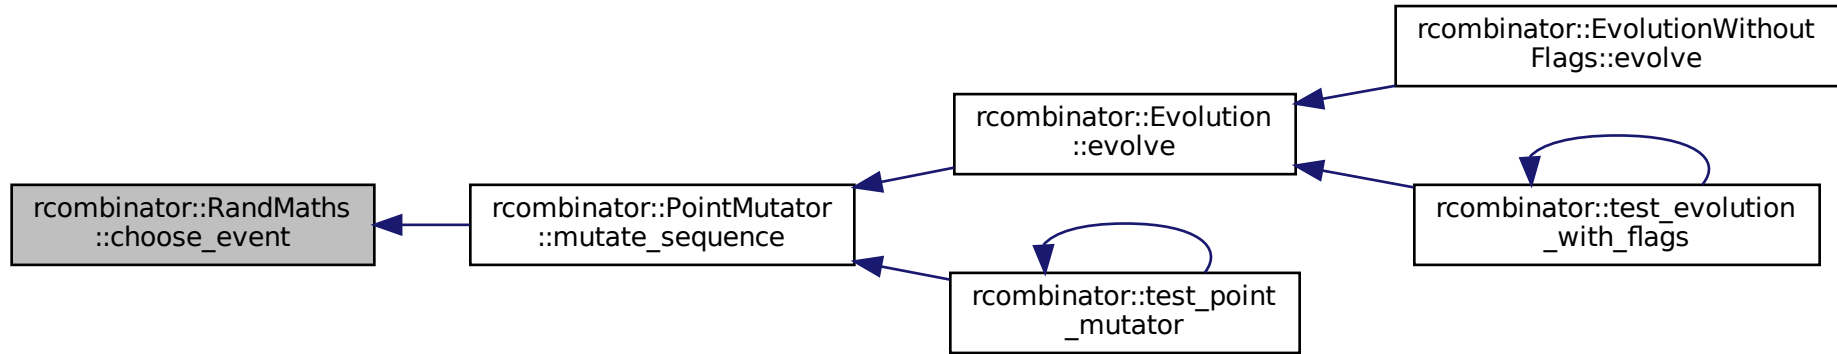 rcombinator::RandMaths
::choose_event
rcombinator::PointMutator
::mutate_sequence
rcombinator::Evolution
::evolve
rcombinator::EvolutionWithout
Flags::evolve
rcombinator::test_evolution
_with_flags
rcombinator::test_point
_mutator